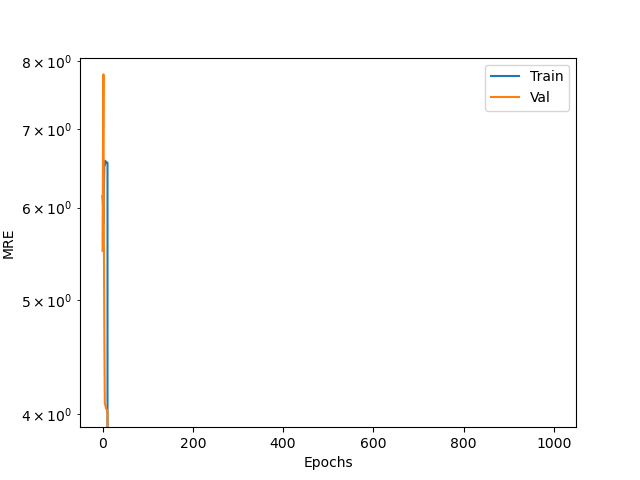 8 × 10⁰
7 × 10⁰
6 × 10⁰
5 × 10⁰
4 × 10⁰
MRE
Train
Val
0 200 400 600 800 1000
Epochs